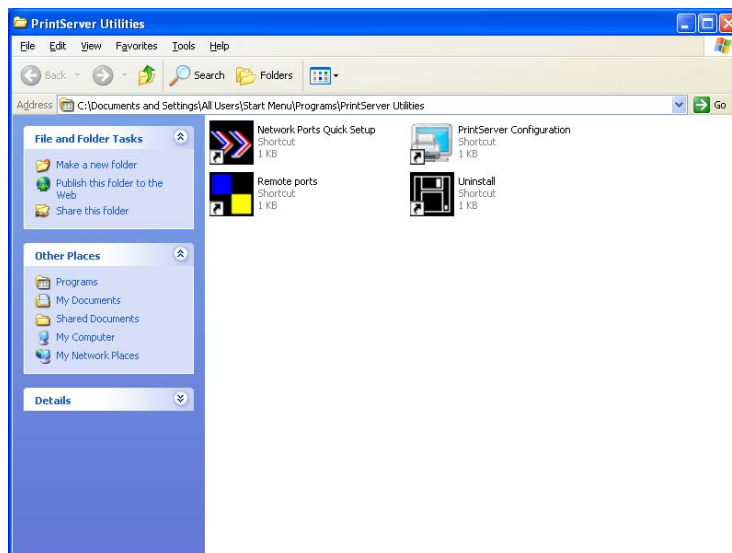 PrintServer Utilities
File Edit View Favorites Tools Help
Back Search Folders
Address C:\Documents and Settings\All Users\Start Menu\Programs\PrintServer Utilities Go
File and Folder Tasks
Make a new folder
Publish this folder to the
Web
Share this folder
Other Places
Programs
My Documents
Shared Documents
My Computer
My Network Places
Details
Network Ports Quick Setup
Shortcut
1 KB
PrintServer Configuration
Shortcut
1 KB
Remote ports
Shortcut
1 KB
Uninstall
Shortcut
1 KB